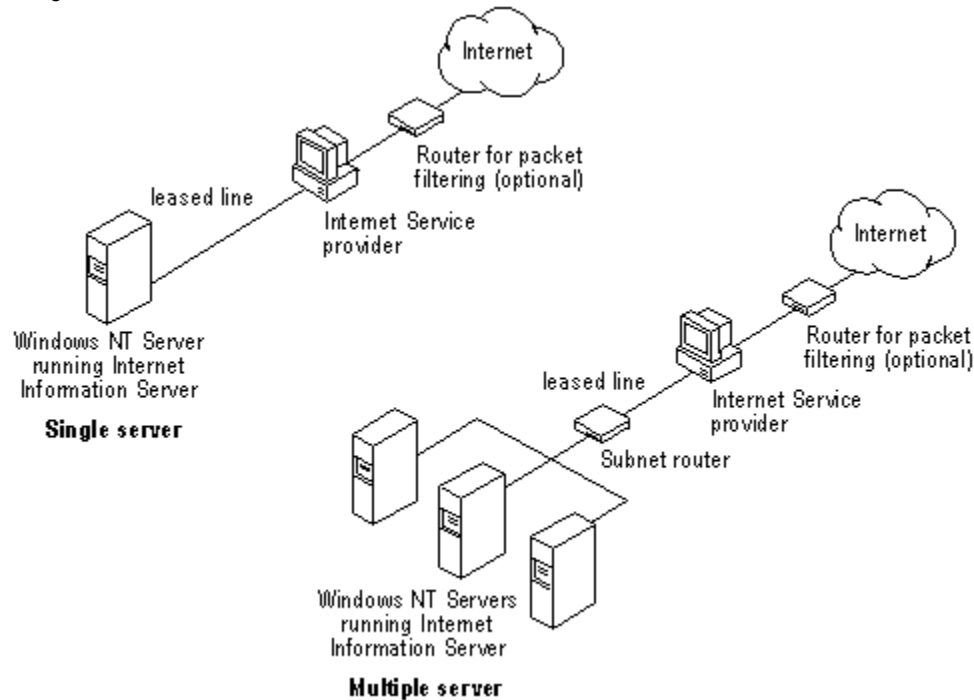 Internet
Router for packet
filtering (optional)
leased line
Internet Service
provider
Windows NT Server
running Internet
Information Server
Single server
Internet
Router for packet
filtering (optional)
leased line
Internet Service
provider
Subnet router
Windows NT Servers
running Internet
Information Server
Multiple server